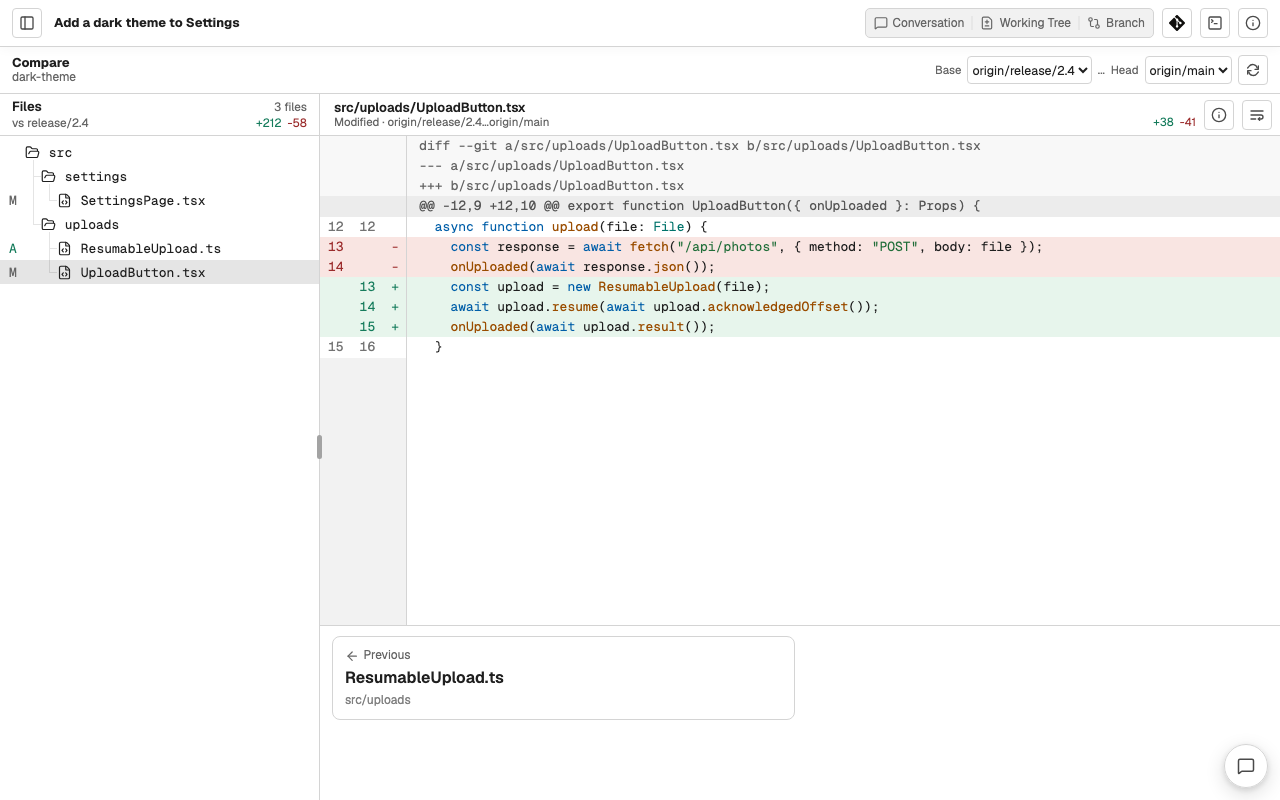 Add a dark theme to Settings
Conversation
Working Tree
Branch
Compare
dark-theme
Base
origin/release/2.4
...
Head
origin/main
Files
3 files
vs release/2.4
+212 -58
src
settings
M SettingsPage.tsx
uploads
A ResumableUpload.ts
M UploadButton.tsx
src/uploads/UploadButton.tsx
Modified · origin/release/2.4…origin/main
+38 -41
diff --git a/src/uploads/UploadButton.tsx b/src/uploads/UploadButton.tsx
--- a/src/uploads/UploadButton.tsx
+++ b/src/uploads/UploadButton.tsx
@@ -12,9 +12,10 @@ export function UploadButton({ onUploaded }: Props) {
12 12 async function upload(file: File) {
13 - const response = await fetch("/api/photos", { method: "POST", body: file });
14 - onUploaded(await response.json());
13 + const upload = new ResumableUpload(file);
14 + await upload.resume(await upload.acknowledgedOffset());
15 + onUploaded(await upload.result());
15 16 }
Previous
ResumableUpload.ts
src/uploads